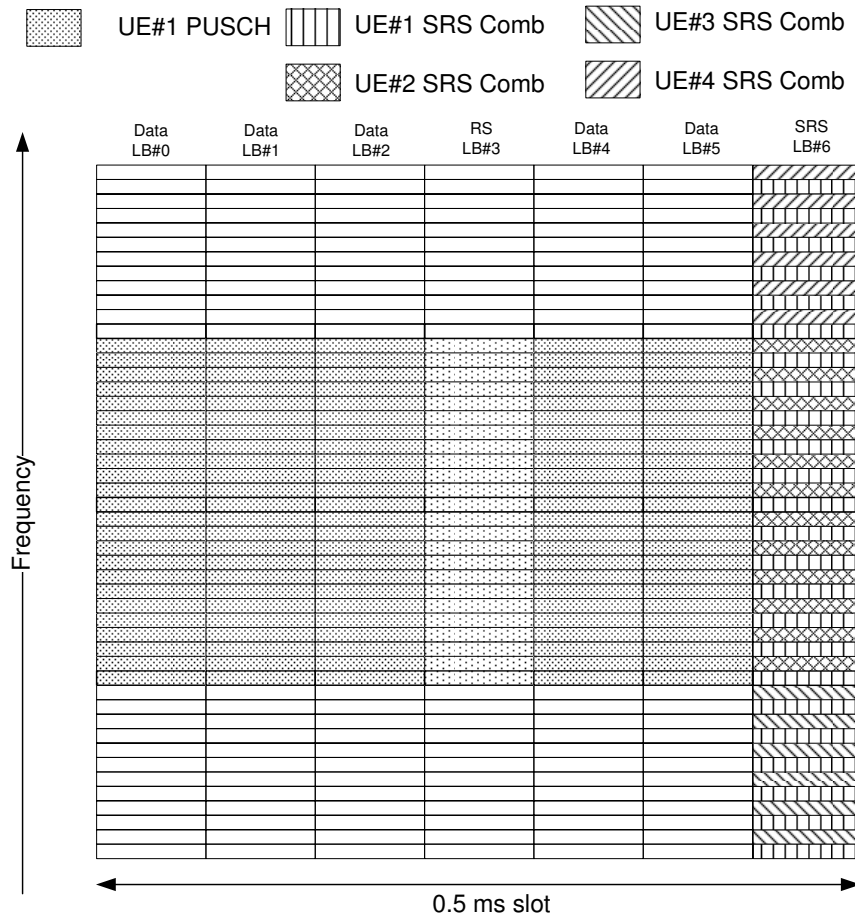 UE#1 PUSCH
UE#1 SRS Comb
UE#3 SRS Comb
UE#2 SRS Comb
UE#4 SRS Comb
Data LB#0
Data LB#1
Data LB#2
RS LB#3
Data LB#4
Data LB#5
SRS LB#6
Frequency
0.5 ms slot